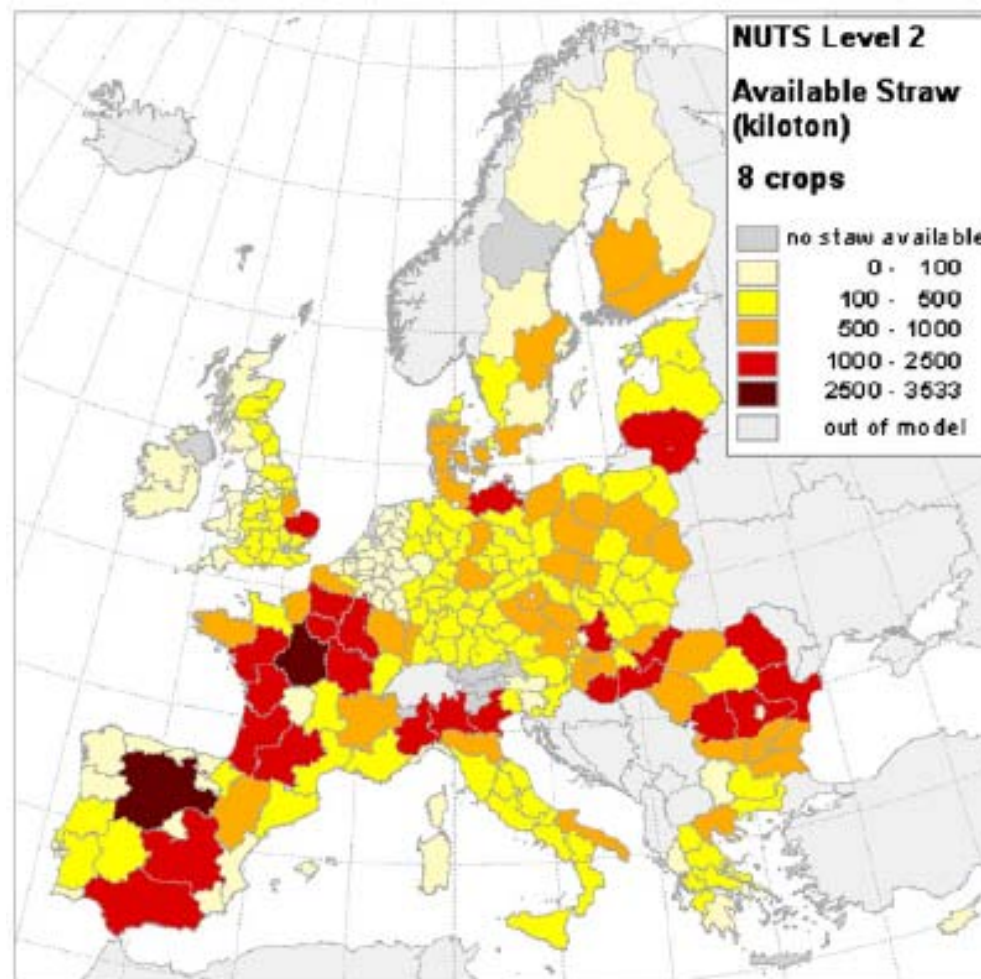 NUTS Level 2
Available Straw
(kiloton)
8 crops
no staw available
0 - 100
100 - 500
500 - 1000
1000 - 2500
2500 - 3533
out of model